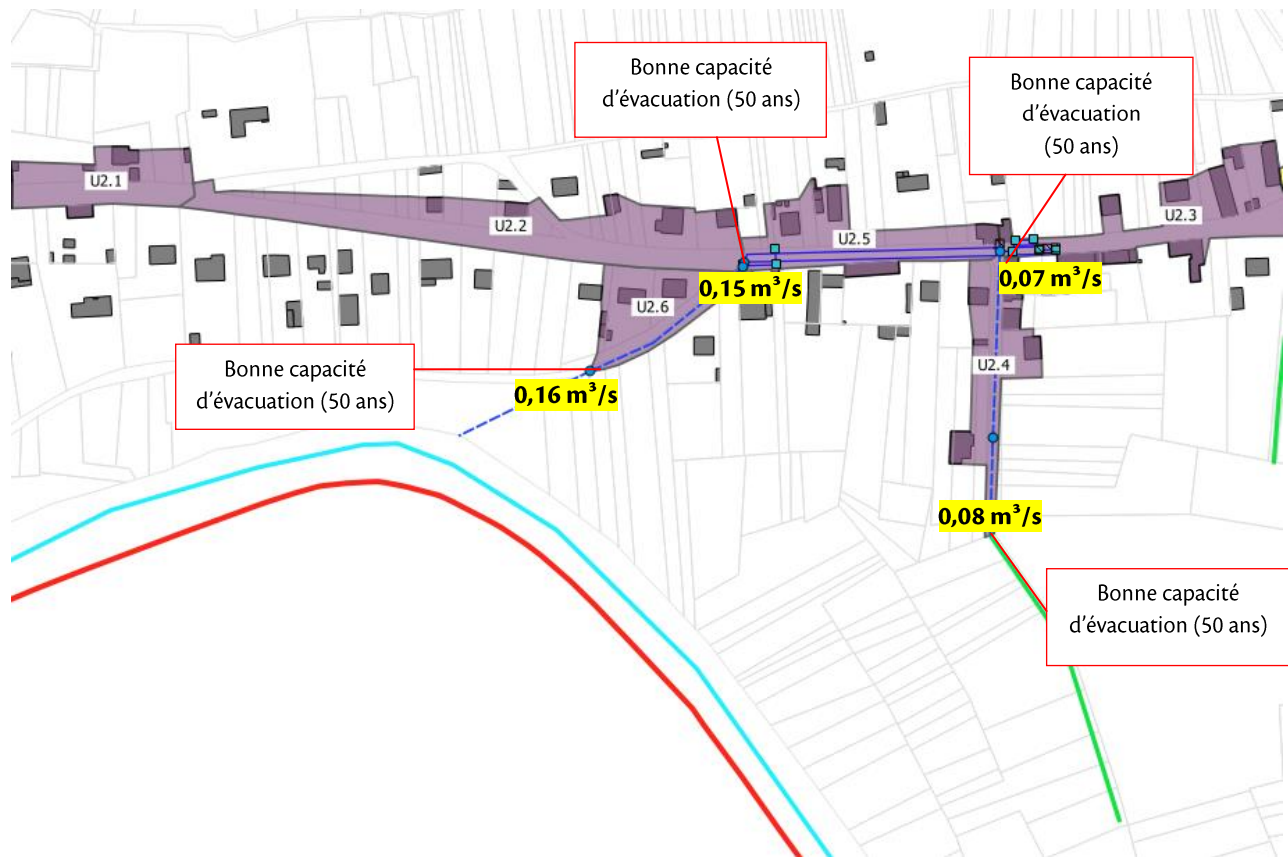 Bonne capacité
d'évacuation (50 ans)
Bonne capacité
d'évacuation
(50 ans)
U2.1
U2.2
U2.5
U2.3
0,15 m³/s
0,07 m³/s
U2.6
U2.4
Bonne capacité
d'évacuation (50 ans)
0,16 m³/s
0,08 m³/s
Bonne capacité
d'évacuation (50 ans)